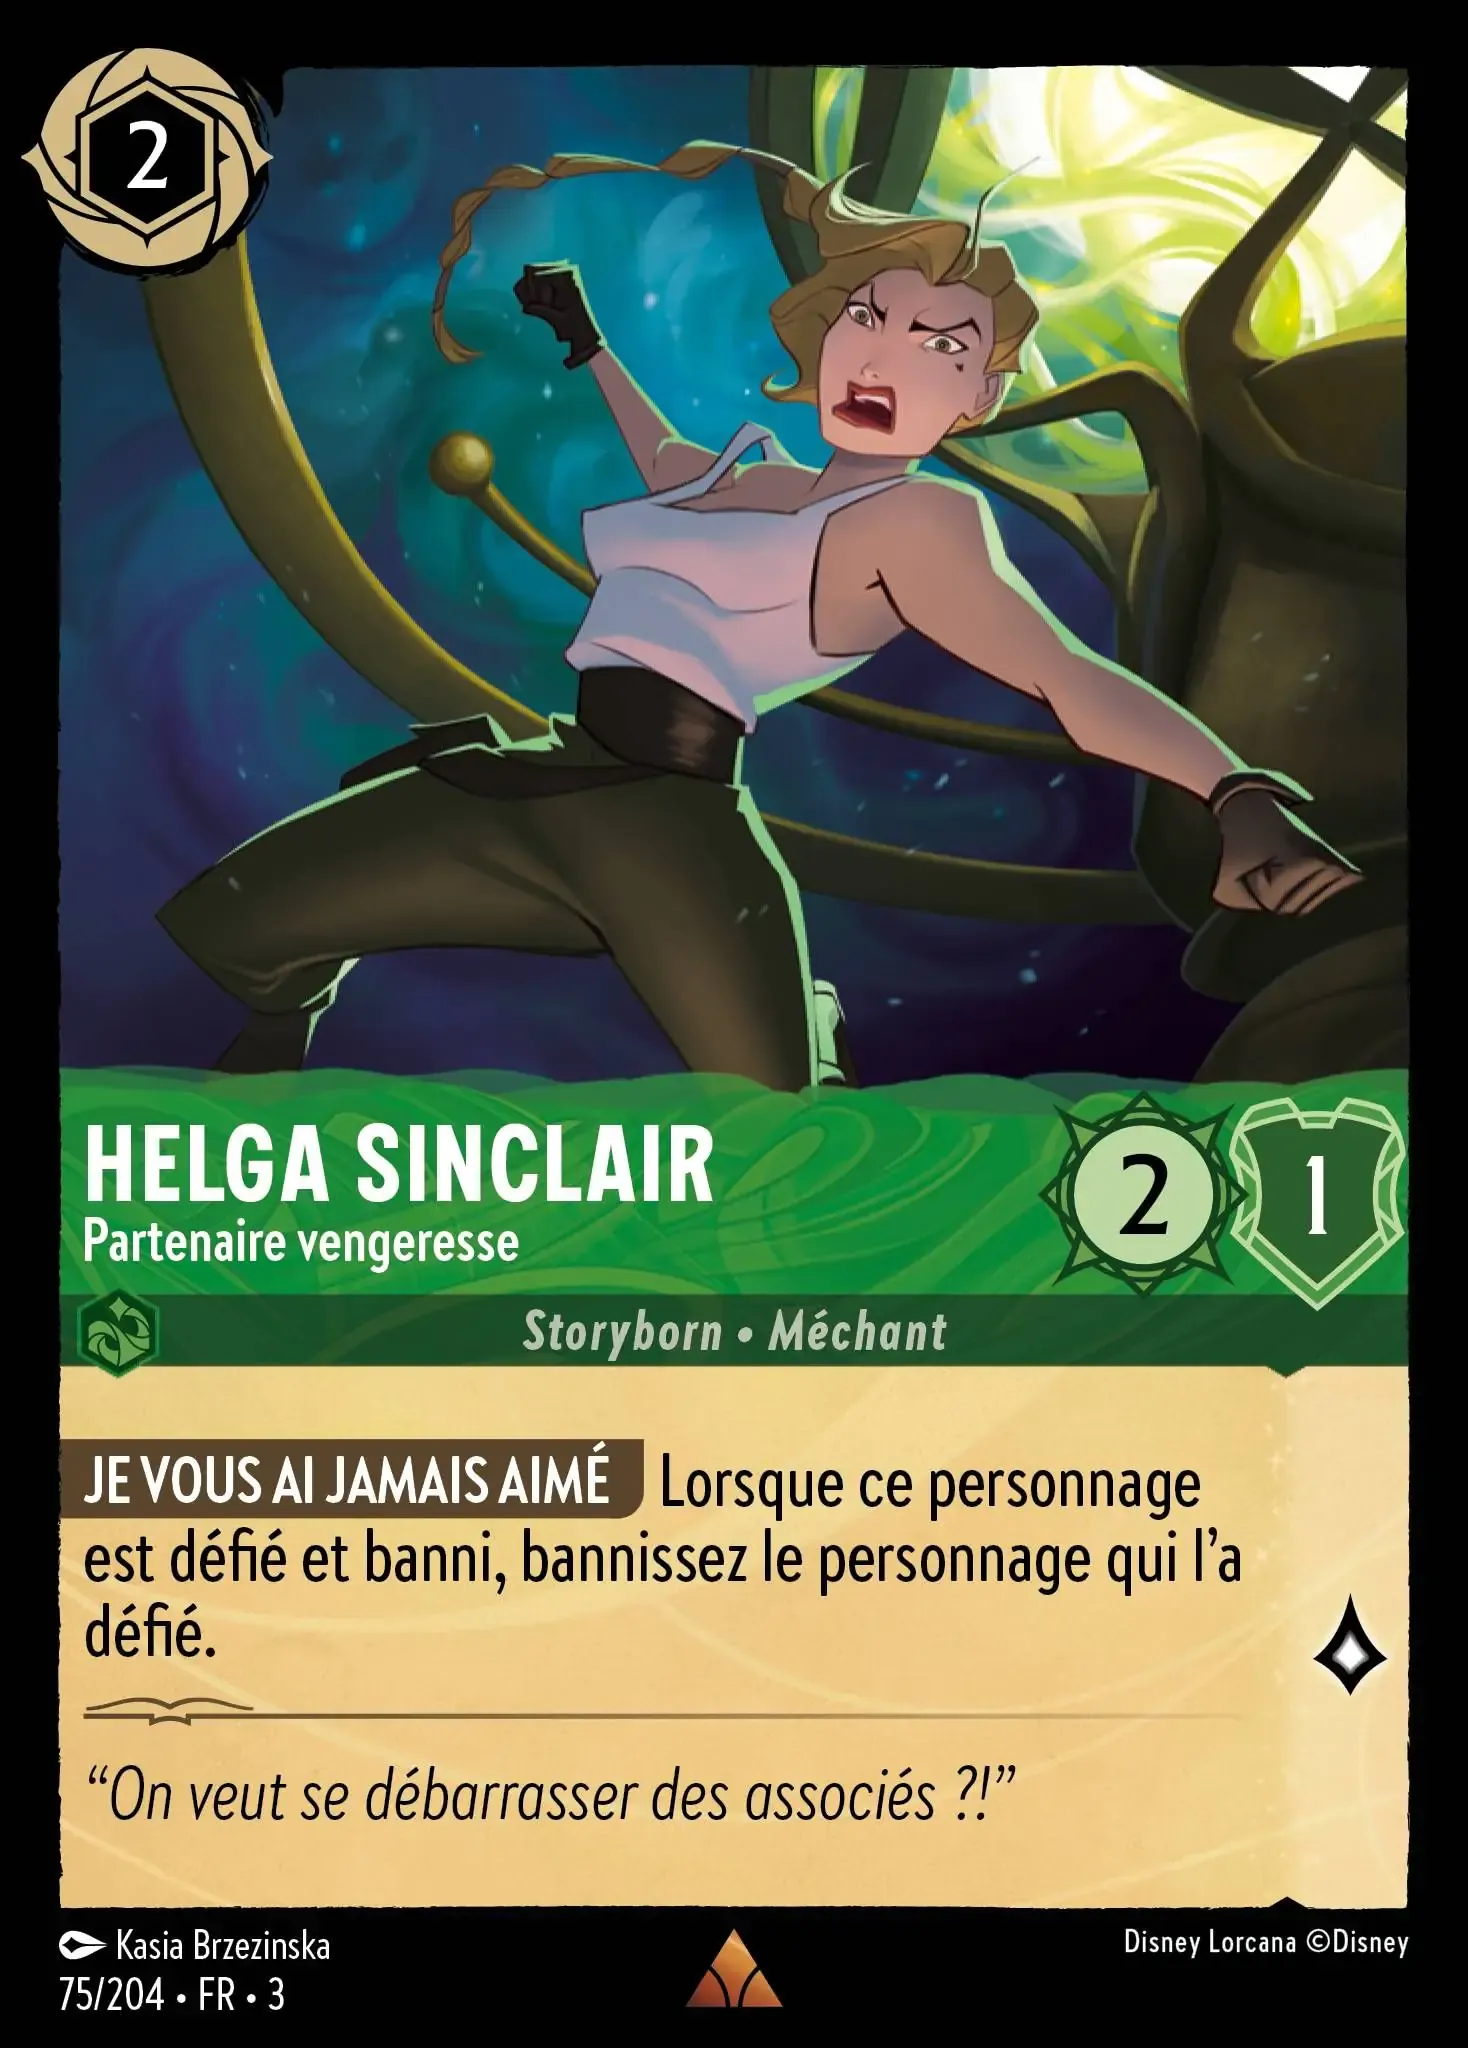 2
HELGA SINCLAIR
Partenaire vengeresse
2
1
Storyborn • Méchant
JE VOUS AI JAMAIS AIMÉ Lorsque ce personnage
est défié et banni, bannissez le personnage qui l’a
défié.
“On veut se débarrasser des associés ?!”
Kasia Brzezinska
75/204 • FR • 3
Disney Lorcana ©Disney